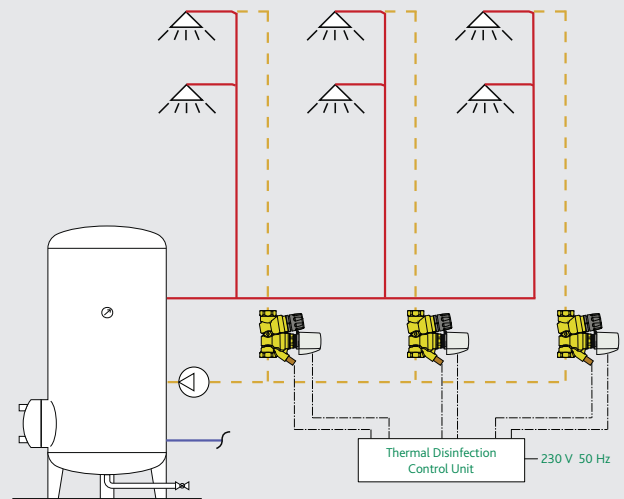 Thermal Disinfection
Control Unit
230 V 50 Hz